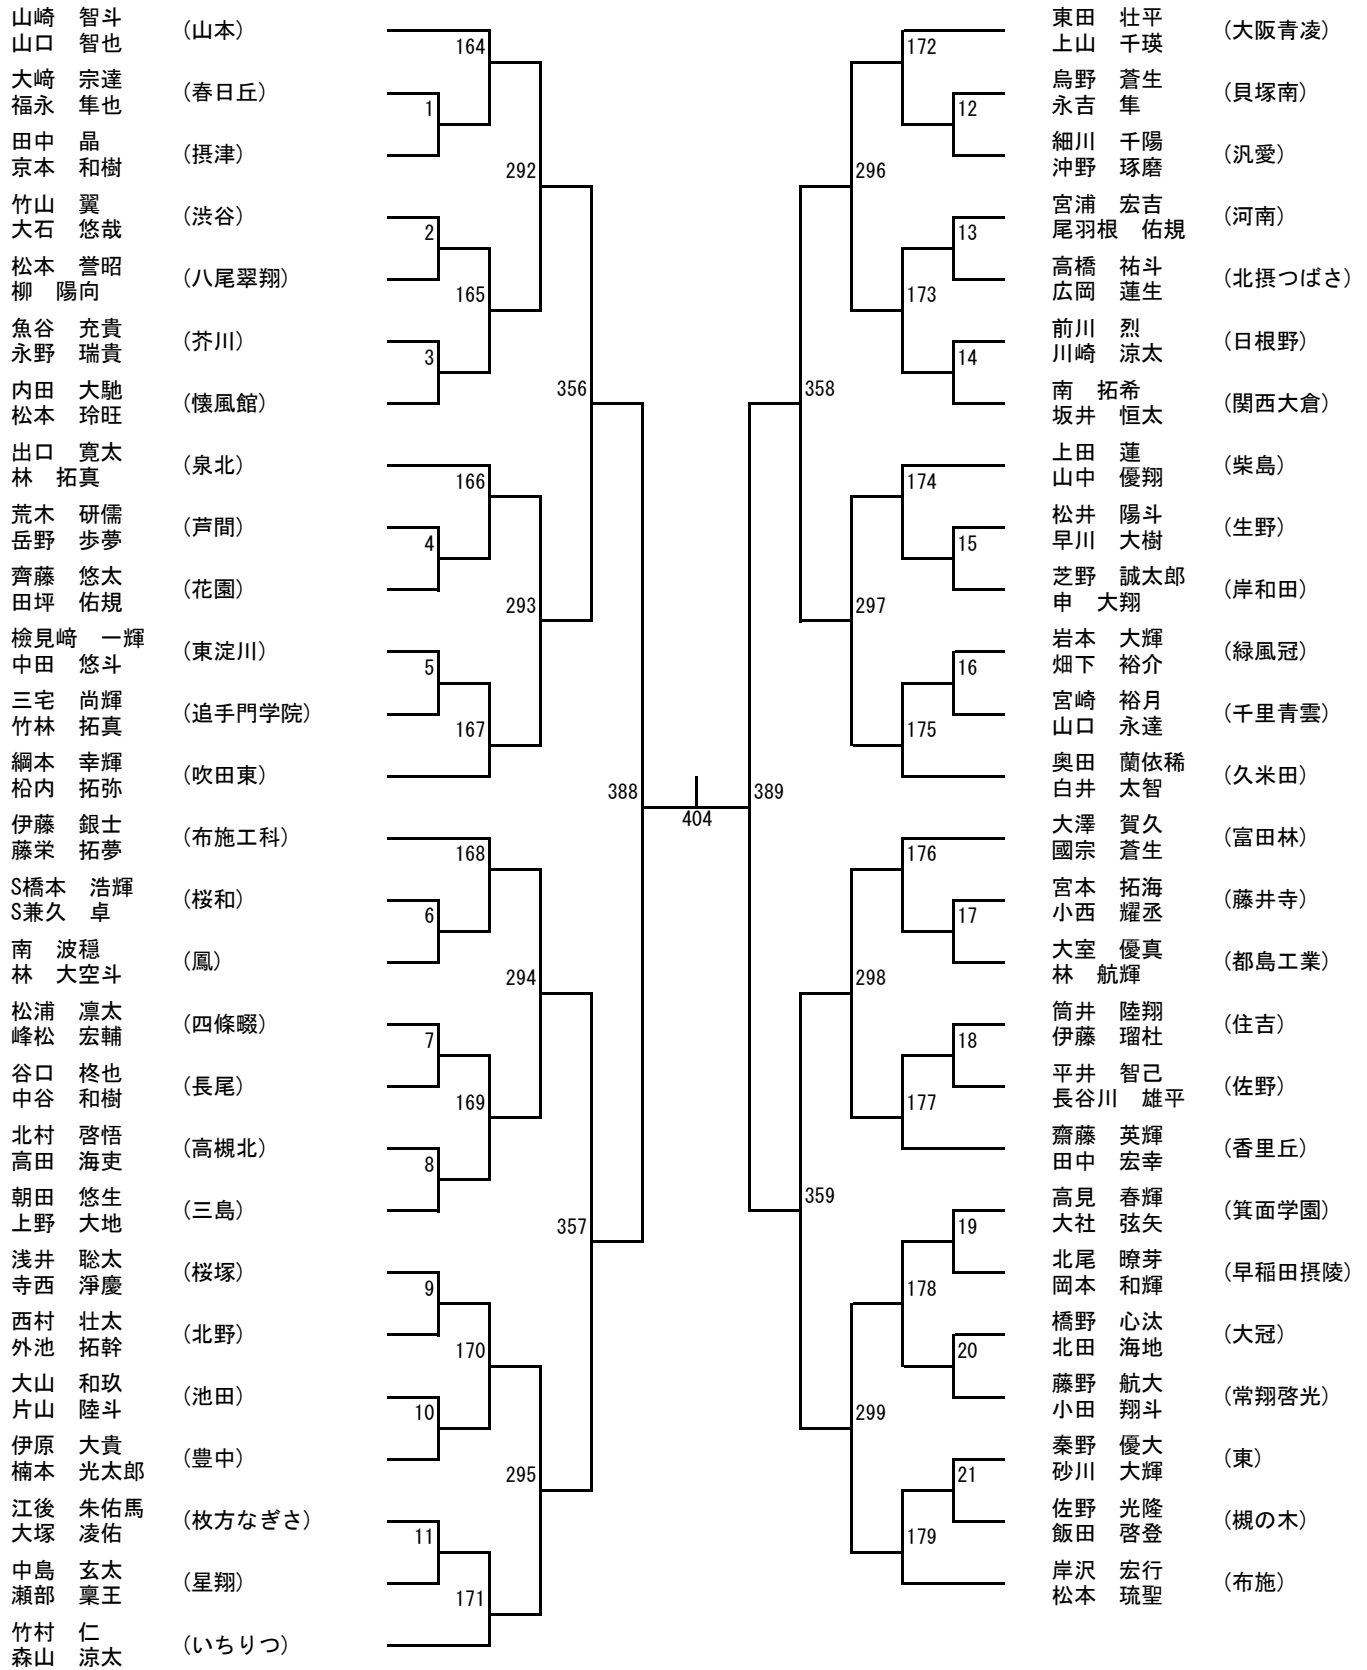 山崎　智斗
山口　智也
(山本)
大﨑　宗達
福永　隼也
(春日丘)
田中　晶
京本　和樹
(摂津)
竹山　翼
大石　悠哉
(渋谷)
松本　誉昭
柳　陽向
(八尾翠翔)
魚谷　充貴
永野　瑞貴
(芥川)
内田　大馳
松本　玲旺
(懐風館)
出口　寛太
林　拓真
(泉北)
荒木　研儒
岳野　歩夢
(芦間)
齊藤　悠太
田坪　佑規
(花園)
檢見﨑　一輝
中田　悠斗
(東淀川)
三宅　尚輝
竹林　拓真
(追手門学院)
綱本　幸輝
柗内　拓弥
(吹田東)
伊藤　銀士
藤栄　拓夢
(布施工科)
S橋本　浩輝
S兼久　卓
(桜和)
南　波穏
林　大空斗
(鳳)
松浦　凛太
峰松　宏輔
(四條畷)
谷口　柊也
中谷　和樹
(長尾)
北村　啓悟
高田　海吏
(高槻北)
朝田　悠生
上野　大地
(三島)
浅井　聡太
寺西　淨慶
(桜塚)
西村　壮太
外池　拓幹
(北野)
大山　和玖
片山　陸斗
(池田)
伊原　大貴
楠本　光太郎
(豊中)
江後　朱佑馬
大塚　凌佑
(枚方なぎさ)
中島　玄太
瀬部　稟王
(星翔)
竹村　仁
森山　涼太
(いちりつ)
164
1
292
2
165
3
356
166
4
293
5
167
388
168
6
294
7
169
8
357
9
170
10
295
11
171
404
389
172
12
296
13
173
14
358
174
15
297
16
175
176
17
298
18
177
359
19
178
20
299
21
179
東田　壮平
上山　千瑛
(大阪青凌)
烏野　蒼生
永吉　隼
(貝塚南)
細川　千陽
沖野　琢磨
(汎愛)
宮浦　宏吉
尾羽根　佑規
(河南)
高橋　祐斗
広岡　蓮生
(北摂つばさ)
前川　烈
川崎　涼太
(日根野)
南　拓希
坂井　恒太
(関西大倉)
上田　蓮
山中　優翔
(柴島)
松井　陽斗
早川　大樹
(生野)
芝野　誠太郎
申　大翔
(岸和田)
岩本　大輝
畑下　裕介
(緑風冠)
宮崎　裕月
山口　永達
(千里青雲)
奥田　蘭依稀
白井　太智
(久米田)
大澤　賀久
國宗　蒼生
(富田林)
宮本　拓海
小西　耀丞
(藤井寺)
大室　優真
林　航輝
(都島工業)
筒井　陸翔
伊藤　瑠杜
(住吉)
平井　智己
長谷川　雄平
(佐野)
齋藤　英輝
田中　宏幸
(香里丘)
高見　春輝
大社　弦矢
(箕面学園)
北尾　暸芽
岡本　和輝
(早稲田摂陵)
橋野　心汰
北田　海地
(大冠)
藤野　航大
小田　翔斗
(常翔啓光)
秦野　優大
砂川　大輝
(東)
佐野　光隆
飯田　啓登
(槻の木)
岸沢　宏行
松本　琉聖
(布施)